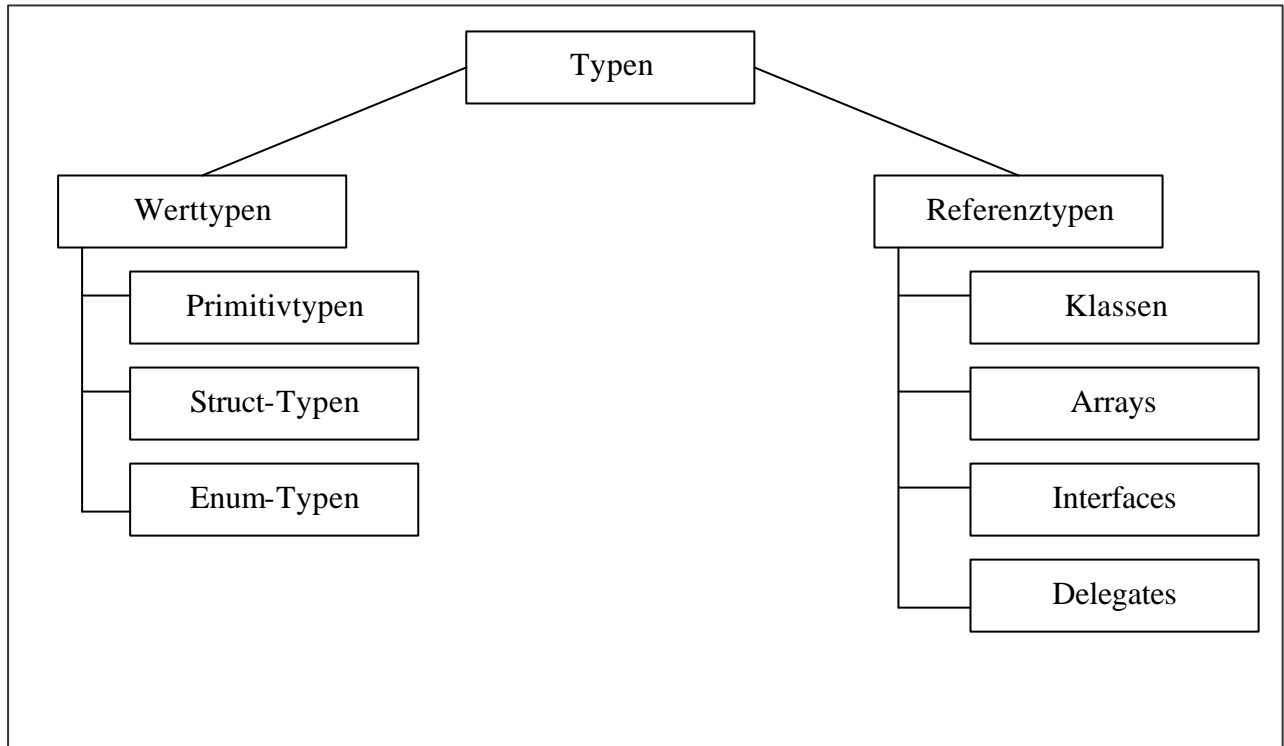 Typen
Werttypen
Primitivtypen
Struct-Typen
Enum-Typen
Referenztypen
Klassen
Arrays
Interfaces
Delegates